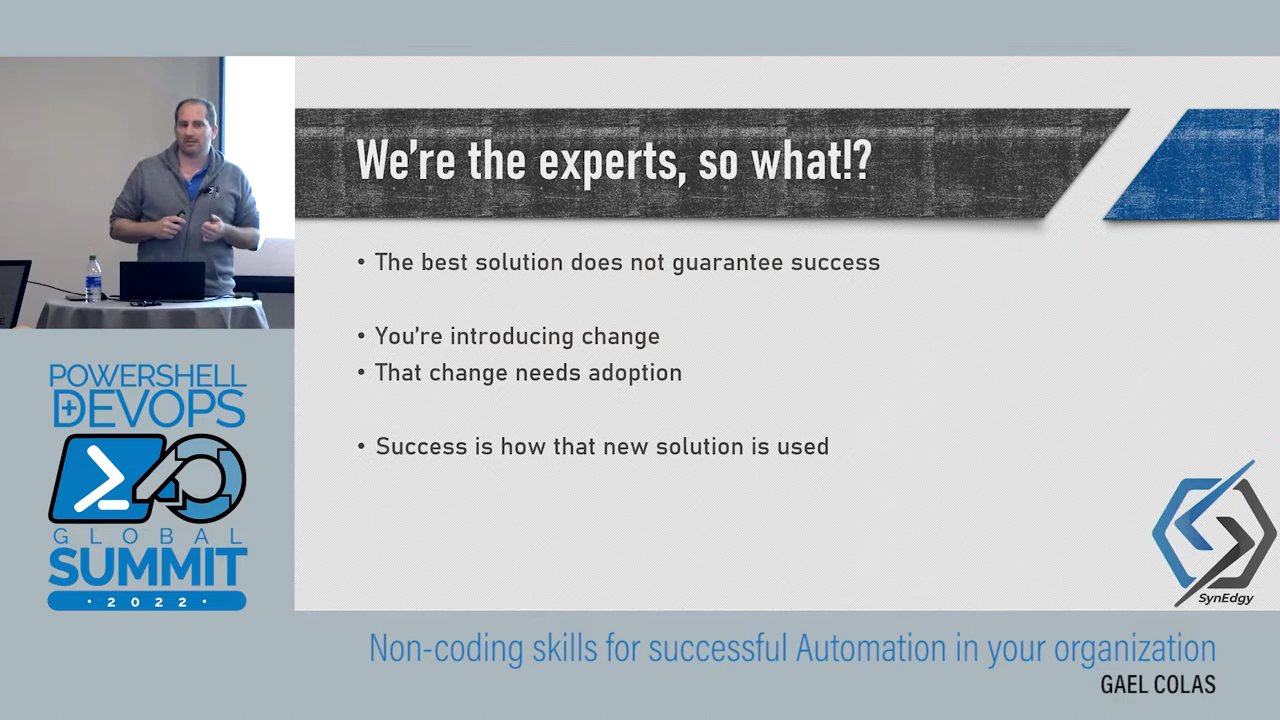 We're the experts, so what!?
• The best solution does not guarantee success
• You're introducing change
• That change needs adoption
• Success is how that new solution is used
POWERSHELL
+ DEVOPS
GLOBAL
SUMMIT
· 2022 ·
SynEdgy
Non-coding skills for successful Automation in your organization
GAEL COLAS